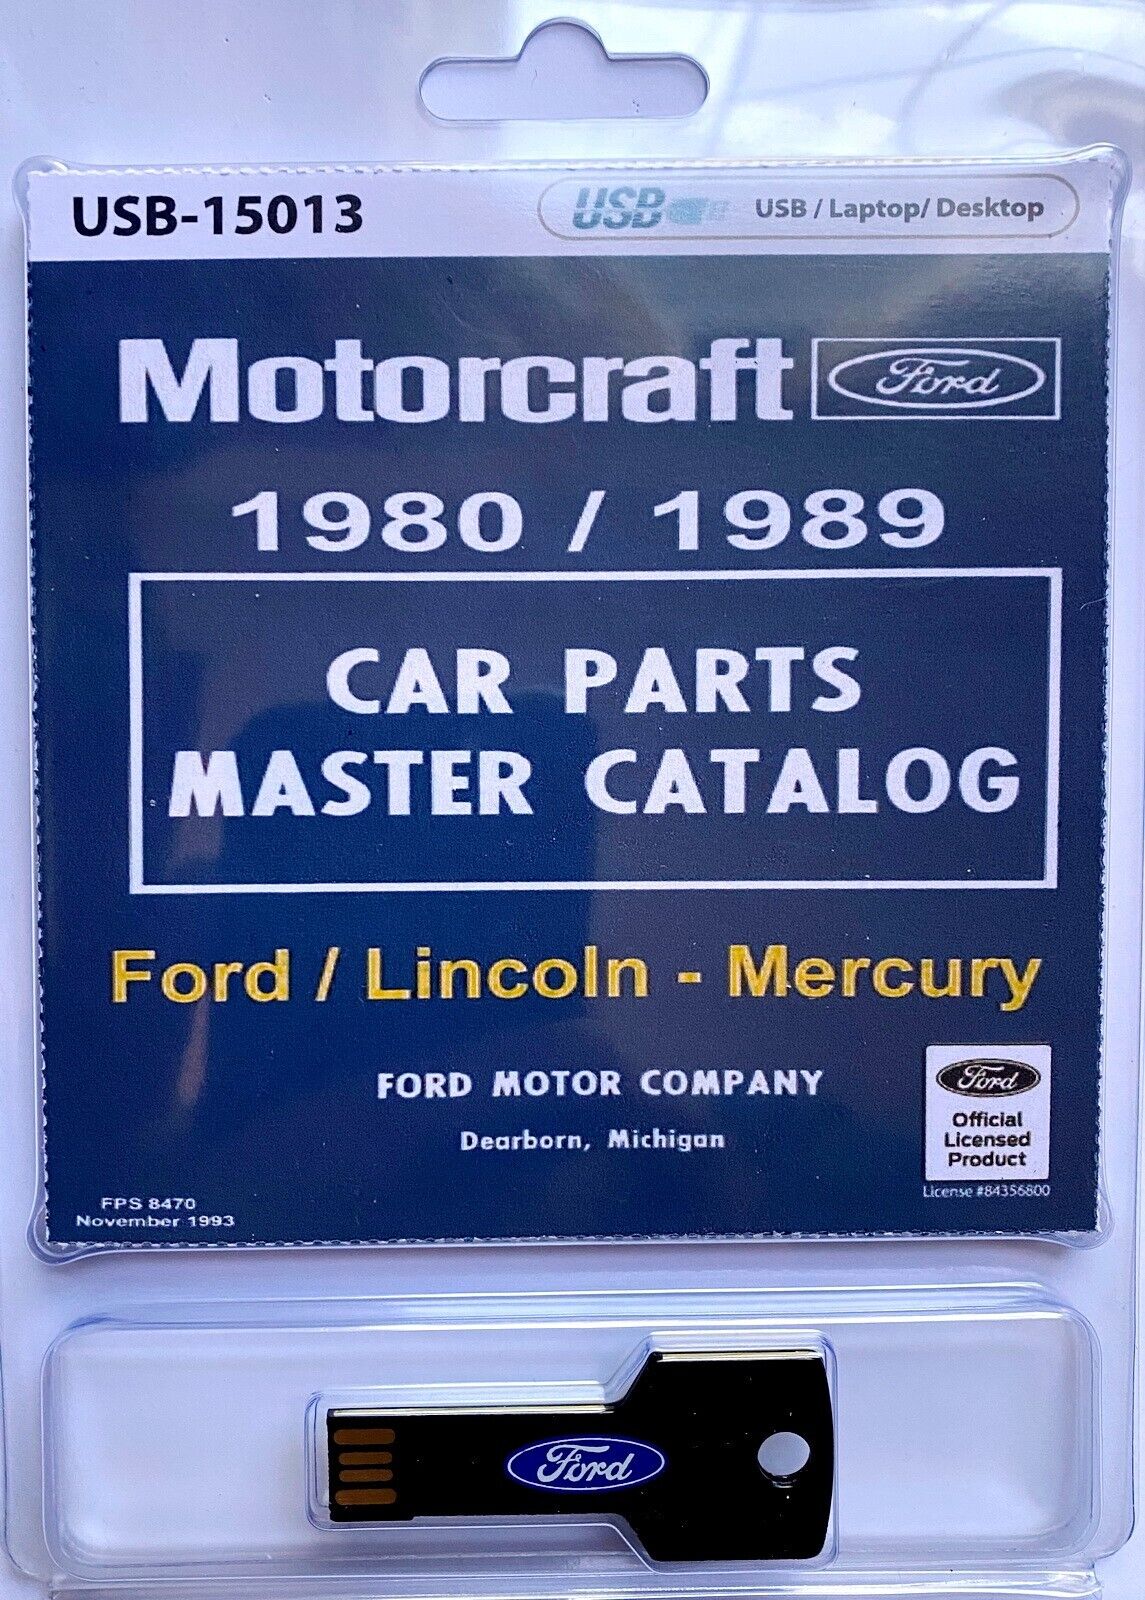 USB-15013
USB USB / Laptop/ Desktop
Motorcraft Ford
1980 / 1989
CAR PARTS
MASTER CATALOG
Ford / Lincoln - Mercury
FORD MOTOR COMPANY
Dearborn, Michigan
Ford
Official
Licensed
Product
License #84356800
FPS 8470
November 1993
Ford